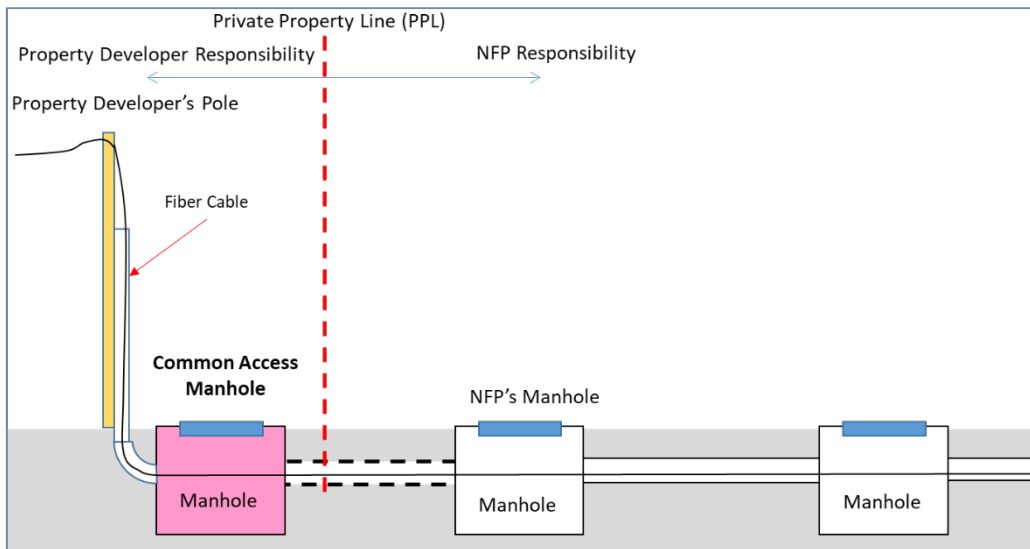 Private Property Line (PPL)
Property Developer Responsibility
NFP Responsibility
Property Developer’s Pole
Fiber Cable
Common Access
Manhole
NFP’s Manhole
Manhole
Manhole
Manhole